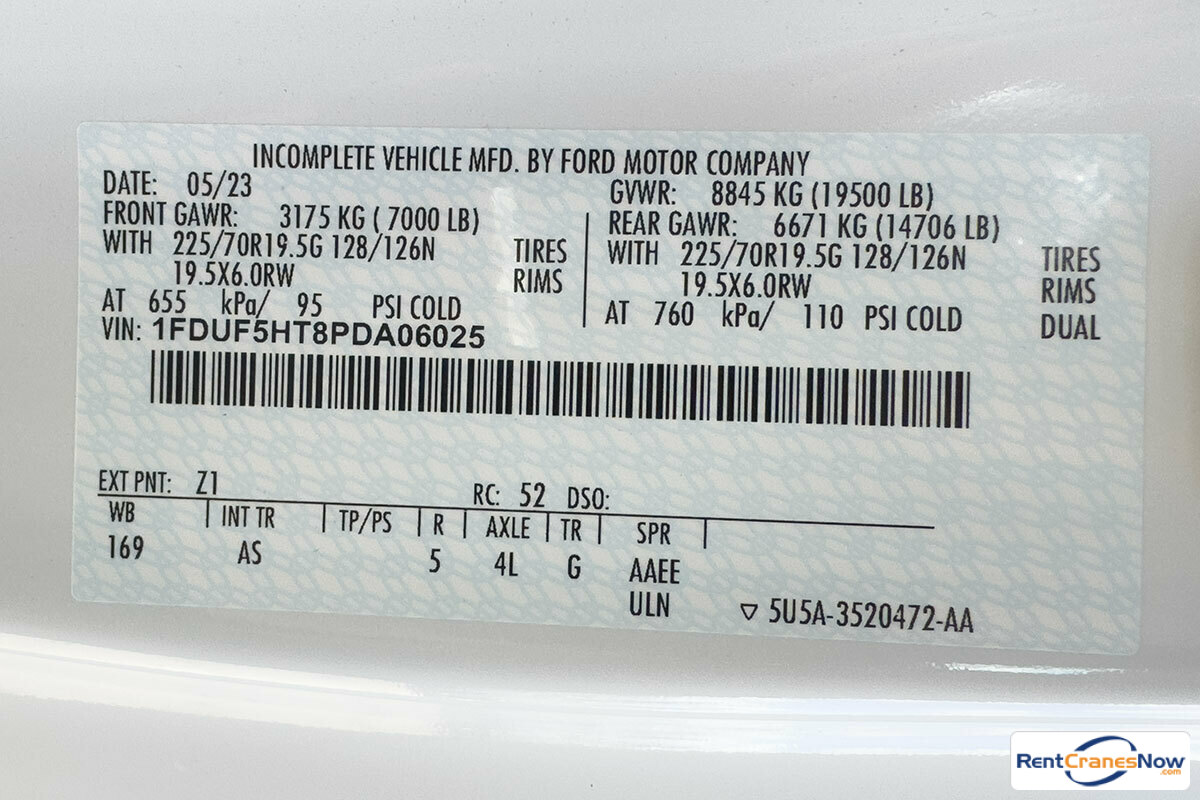 INCOMPLETE VEHICLE MFD. BY FORD MOTOR COMPANY
DATE: 05/23 GVWR: 8845 KG (19500 LB)
FRONT GAWR: 3175 KG ( 7000 LB) REAR GAWR: 6671 KG (14706 LB)
WITH 225/70R19.5G 128/126N TIRES WITH 225/70R19.5G 128/126N TIRES
19.5X6.0RW RIMS 19.5X6.0RW RIMS
AT 655 kPa/ 95 PSI COLD AT 760 kPa/ 110 PSI COLD DUAL
VIN: 1FDUF5HT8PDA06025
EXT PNT: Z1 RC: 52 DSO:
WB INT TR TP/PS R AXLE TR SPR
169 AS 5 4L G AAEE
ULN 5U5A-3520472-AA
RentCranesNow
.com